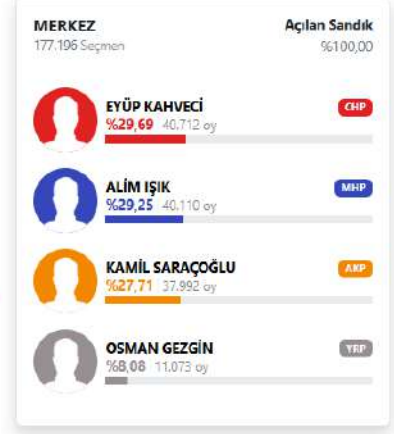 MERKEZ Açılan Sandık
177.196 Seçmen %100,00
EYÜP KAHVECİ CHP
%29,69 40.712 oy
ALİM IŞIK MHP
%29,25 40.110 oy
KAMİL SARAÇOĞLU AKP
%27,71 37.992 oy
OSMAN GEZGİN YRP
%8,08 11.073 oy